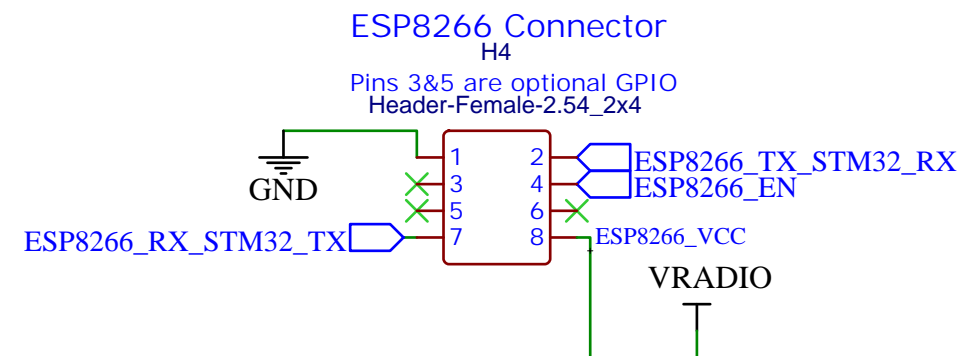 ESP8266 Connector
H4
Pins 3&5 are optional GPIO
Header-Female-2.54_2x4
1 2 ESP8266_TX_STM32_RX
GND 3 4 ESP8266_EN
5 6
ESP8266_RX_STM32_TX 7 8 ESP8266_VCC
VRADIO